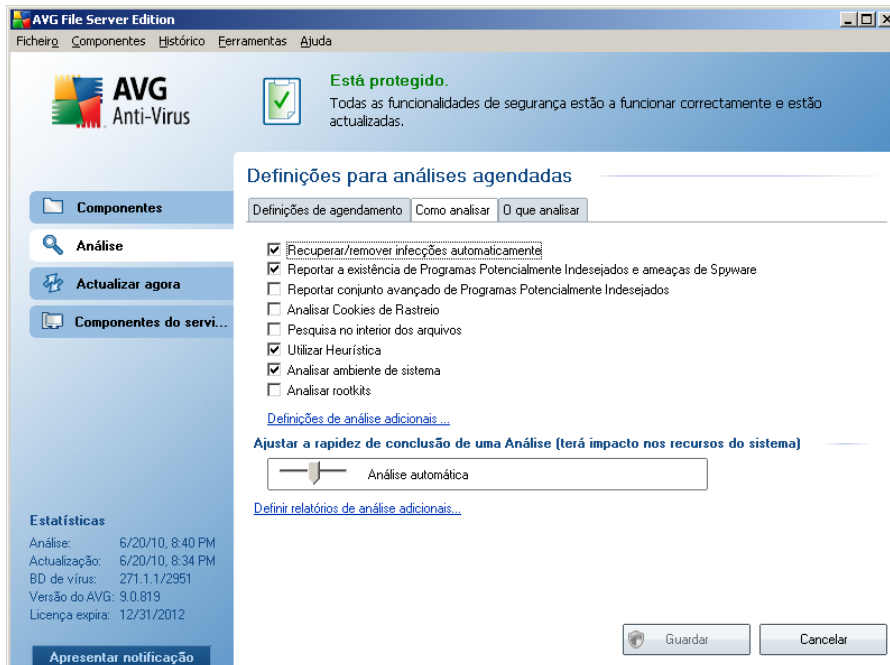 AVG File Server Edition
Ficheiro Componentes Histórico Ferramentas Ajuda
AVG
Anti-Virus
Está protegido.
Todas as funcionalidades de segurança estão a funcionar correctamente e estão
actualizadas.
Definições para análises agendadas
Componentes
Análise
Actualizar agora
Componentes do servi...
Definições de agendamento Como analisar O que analisar
Recuperar/remover infecções automaticamente
Reportar a existência de Programas Potencialmente Indesejados e ameaças de Spyware
Reportar conjunto avançado de Programas Potencialmente Indesejados
Analisar Cookies de Rastreio
Pesquisa no interior dos arquivos
Utilizar Heurística
Analisar ambiente de sistema
Analisar rootkits
Definições de análise adicionais ...
Ajustar a rapidez de conclusão de uma Análise (terá impacto nos recursos do sistema)
Análise automática
Definir relatórios de análise adicionais...
Estatísticas
Análise: 6/20/10, 8:40 PM
Actualização: 6/20/10, 8:34 PM
BD de vírus: 271.1.1/2951
Versão do AVG: 9.0.819
Licença expira: 12/31/2012
Apresentar notificação
Guardar Cancelar